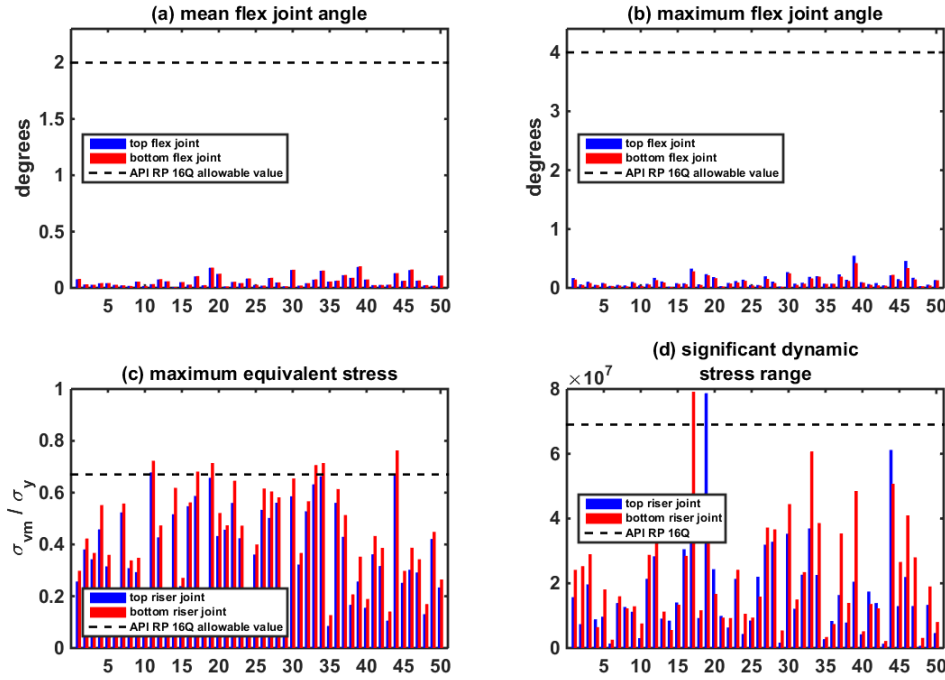 (a) mean flex joint angle
2
1.5
1
0.5
0
degrees
top flex joint
bottom flex joint
API RP 16Q allowable value
5 10 15 20 25 30 35 40 45 50
(b) maximum flex joint angle
4
3
2
1
0
degrees
top flex joint
bottom flex joint
API RP 16Q allowable value
5 10 15 20 25 30 35 40 45 50
(c) maximum equivalent stress
1
0.8
0.6
0.4
0.2
0
σvm / σy
top riser joint
bottom riser joint
API RP 16Q allowable value
5 10 15 20 25 30 35 40 45 50
(d) significant dynamic
stress range
×10^7
8
6
4
2
0
top riser joint
bottom riser joint
API RP 16Q
5 10 15 20 25 30 35 40 45 50